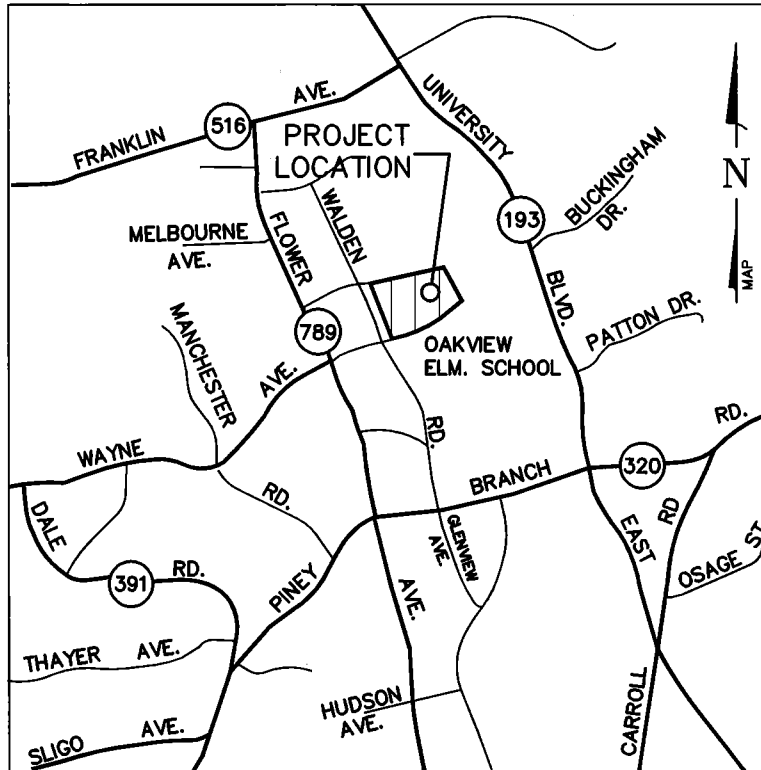 UNIVERSITY
516
AVE.
FRANKLIN
PROJECT
LOCATION
BUCKINGHAM
DR.
N
MAP
193
WALDEN
MELBOURNE
AVE.
FLOWER
BLVD.
789
PATTON DR.
OAKVIEW
ELM. SCHOOL
MANCHESTER
AVE.
RD.
RD.
WAYNE
BRANCH
320
DALE
RD.
EAST
RD
GLENVIEW
AVE.
OSAGE ST.
391
RD.
PINEY
AVE.
THAYER AVE.
HUDSON
AVE.
CARROLL
SLIGO AVE.